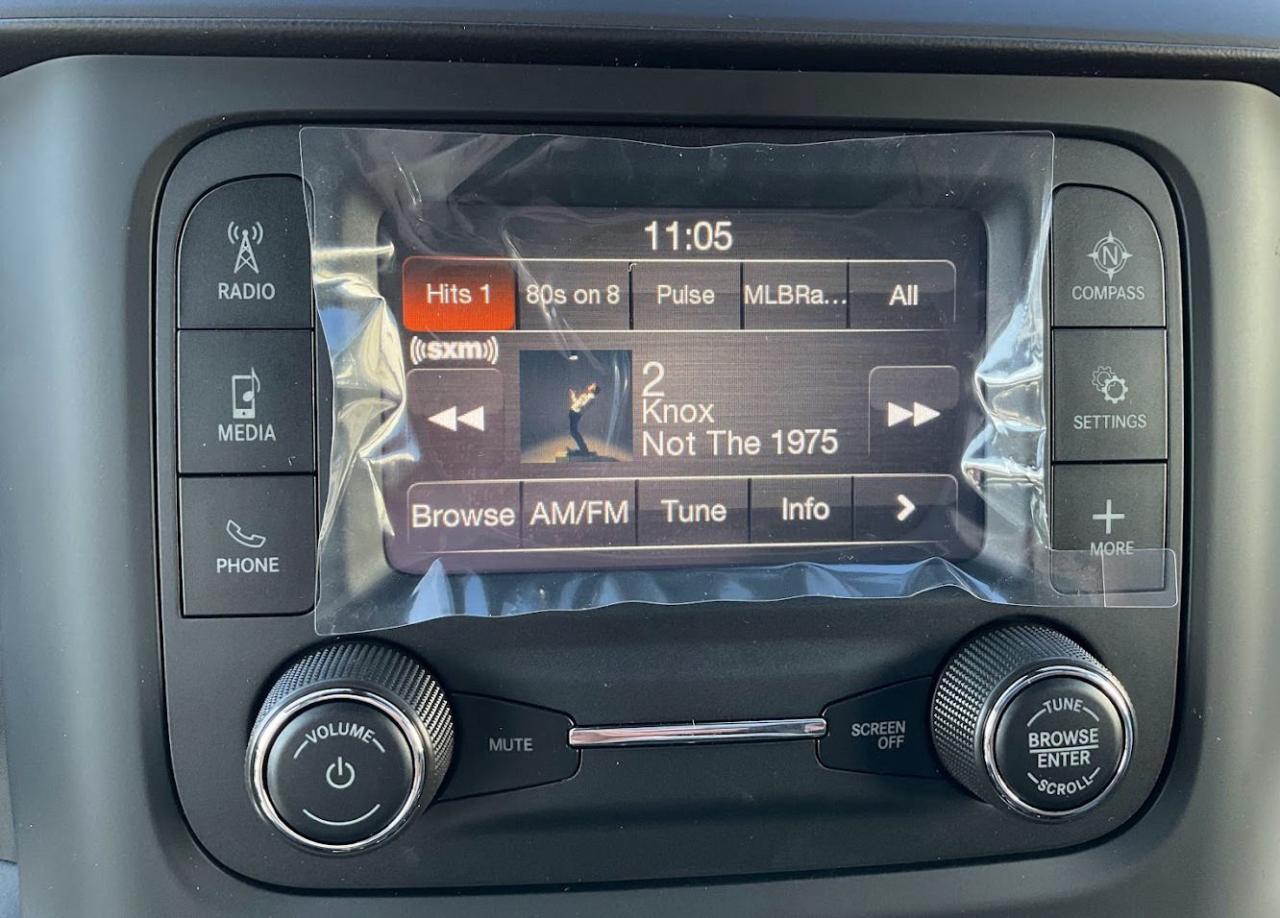 11:05
Hits 1
80s on 8
Pulse
MLBRa...
All
((sxm))
2
Knox
Not The 1975
Browse
AM/FM
Tune
Info
RADIO
MEDIA
PHONE
N
COMPASS
SETTINGS
MORE
VOLUME
MUTE
SCREEN
OFF
TUNE
BROWSE
ENTER
SCROLL